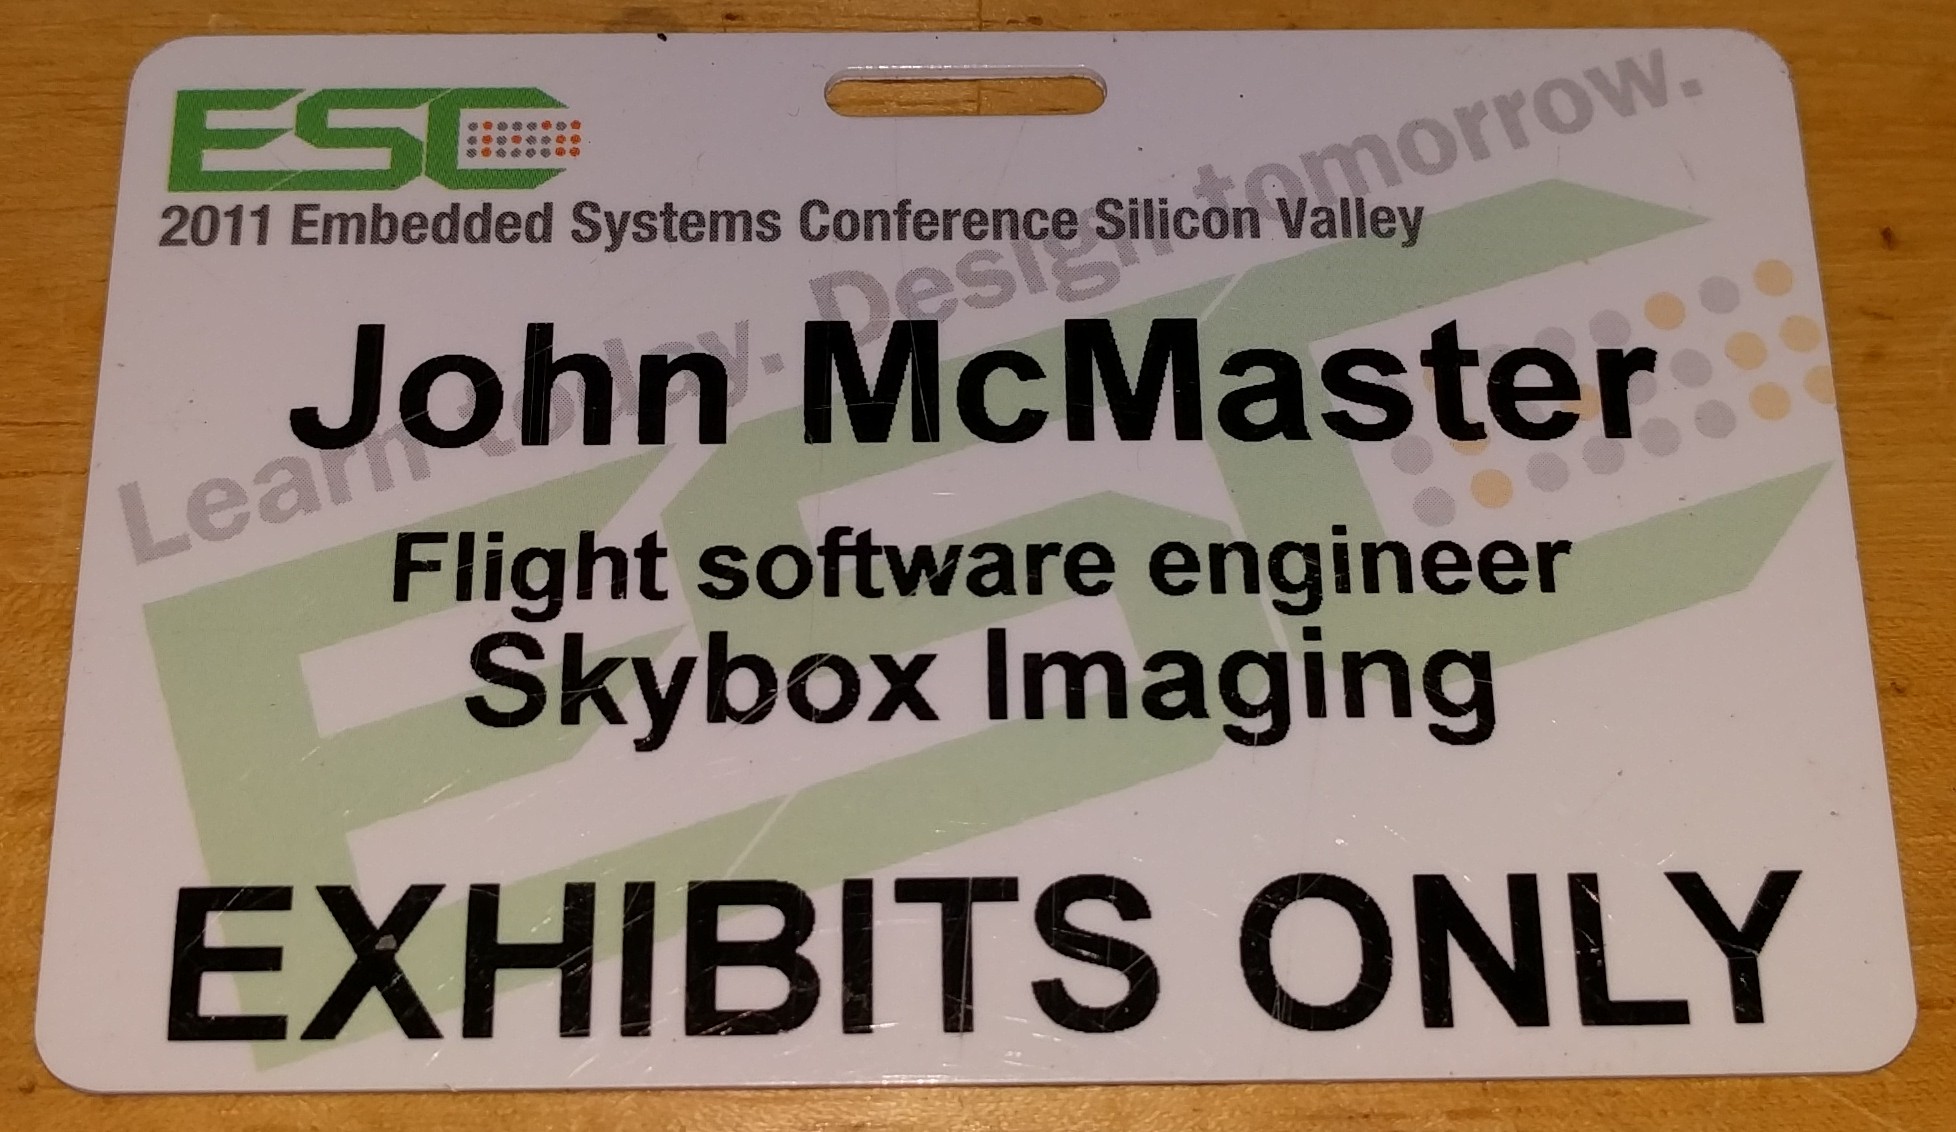 ESC
2011 Embedded Systems Conference Silicon Valley
Learn today. Design tomorrow.
ESC
John McMaster
Flight software engineer
Skybox Imaging
EXHIBITS ONLY